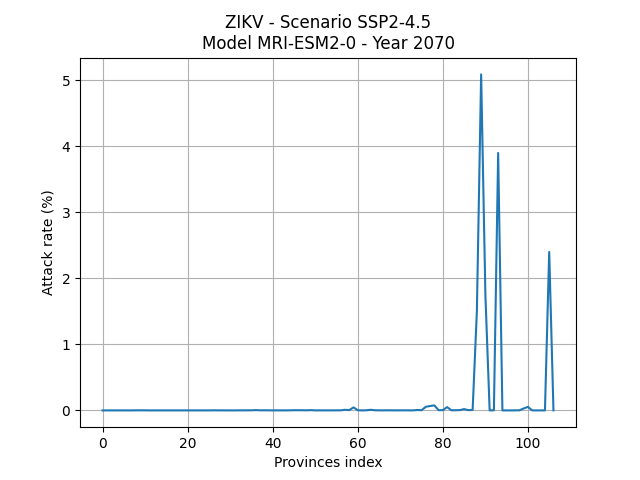 ZIKV - Scenario SSP2-4.5
Model MRI-ESM2-0 - Year 2070
5
4
3
2
1
0
Attack rate (%)
0 20 40 60 80 100
Provinces index